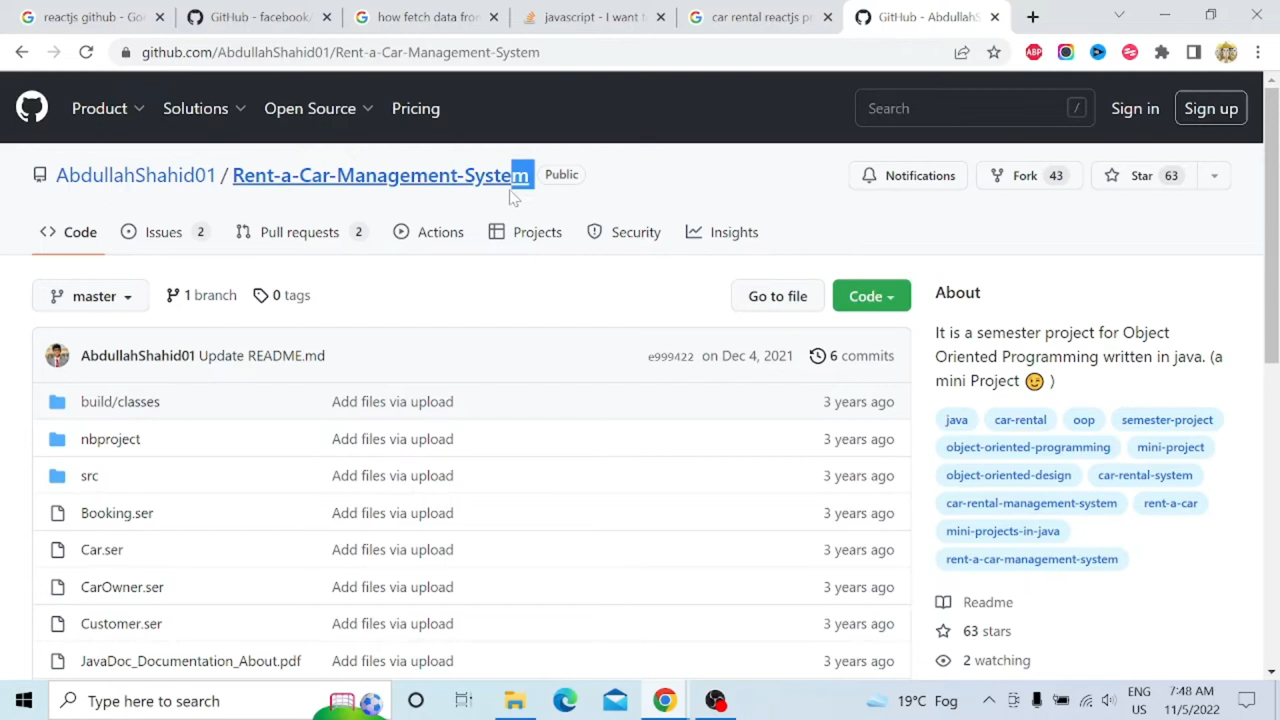 reactjs github - Goo
GitHub - facebook/
how fetch data from
javascript - I want t
car rental reactjs pr
GitHub - AbdullahS
github.com/AbdullahShahid01/Rent-a-Car-Management-System
ABP
Product
Solutions
Open Source
Pricing
Search
/
Sign in
Sign up
AbdullahShahid01 / Rent-a-Car-Management-System
Public
Notifications
Fork 43
Star 63
Code
Issues 2
Pull requests 2
Actions
Projects
Security
Insights
master
1 branch
0 tags
Go to file
Code
About
It is a semester project for Object
Oriented Programming written in java. (a
mini Project 😉 )
AbdullahShahid01 Update README.md
e999422 on Dec 4, 2021
6 commits
build/classes Add files via upload 3 years ago
nbproject Add files via upload 3 years ago
src Add files via upload 3 years ago
Booking.ser Add files via upload 3 years ago
Car.ser Add files via upload 3 years ago
CarOwner.ser Add files via upload 3 years ago
Customer.ser Add files via upload 3 years ago
JavaDoc_Documentation_About.pdf Add files via upload 3 years ago
java car-rental oop semester-project
object-oriented-programming mini-project
object-oriented-design car-rental-system
car-rental-management-system rent-a-car
mini-projects-in-java
rent-a-car-management-system
Readme
63 stars
2 watching
Type here to search
19°C Fog
ENG
US
7:48 AM
11/5/2022